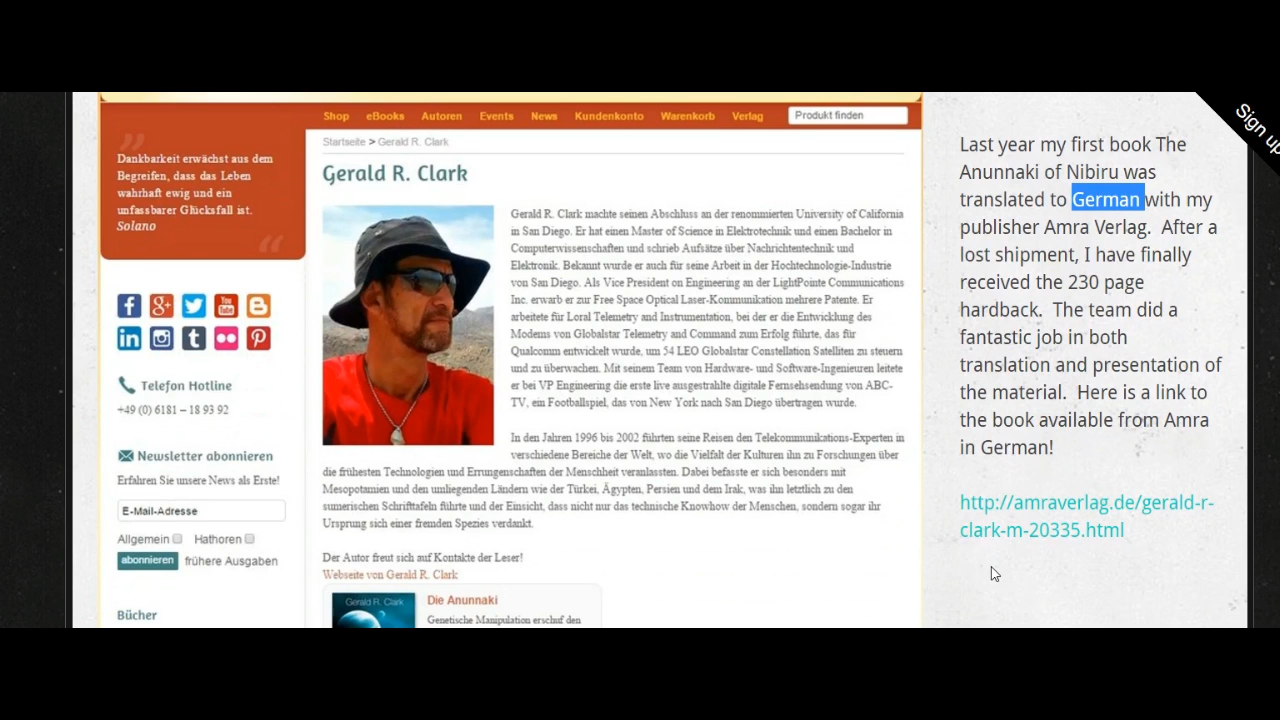 Shop eBooks Autoren Events News Kundenkonto Warenkorb Verlag Produkt finden
Startseite > Gerald R. Clark
Dankbarkeit erwächst aus dem
Begreifen, dass das Leben
wahrhaft ewig und ein
unfassbarer Glücksfall ist.
Solano
Telefon Hotline
+49 (0) 6181 – 18 93 92
Newsletter abonnieren
Erfahren Sie unsere News als Erste!
E-Mail-Adresse
Allgemein Hathoren
abonnieren frühere Ausgaben
Bücher
Gerald R. Clark
Gerald R. Clark machte seinen Abschluss an der renommierten University of California
in San Diego. Er hat einen Master of Science in Elektrotechnik und einen Bachelor in
Computerwissenschaften und schrieb Aufsätze über Nachrichtentechnik und
Elektronik. Bekannt wurde er auch für seine Arbeit in der Hochtechnologie-Industrie
von San Diego. Als Vice President on Engineering an der LightPointe Communications
Inc. erwarb er zur Free Space Optical Laser-Kommunikation mehrere Patente. Er
arbeitete für Loral Telemetry and Instrumentation, bei der er die Entwicklung des
Modems von Globalstar Telemetry and Command zum Erfolg führte, das für
Qualcomm entwickelt wurde, um 54 LEO Globalstar Constellation Satelliten zu steuern
und zu überwachen. Mit seinem Team von Hardware- und Software-Ingenieuren leitete
er bei VP Engineering die erste live ausgestrahlte digitale Fernsehsendung von ABC-
TV, ein Footballspiel, das von New York nach San Diego übertragen wurde.
In den Jahren 1996 bis 2002 führten seine Reisen den Telekommunikations-Experten in
verschiedene Bereiche der Welt, wo die Vielfalt der Kulturen ihn zu Forschungen über
die frühesten Technologien und Errungenschaften der Menschheit veranlassten. Dabei befasste er sich besonders mit
Mesopotamien und den umliegenden Ländern wie der Türkei, Ägypten, Persien und dem Irak, was ihn letztlich zu den
sumerischen Schrifttafeln führte und der Einsicht, dass nicht nur das technische Knowhow der Menschen, sondern sogar ihr
Ursprung sich einer fremden Spezies verdankt.
Der Autor freut sich auf Kontakte der Leser!
Webseite von Gerald R. Clark
Gerald R. Clark
Die Anunnaki
Genetische Manipulation erschuf den
Last year my first book The
Anunnaki of Nibiru was
translated to German with my
publisher Amra Verlag. After a
lost shipment, I have finally
received the 230 page
hardback. The team did a
fantastic job in both
translation and presentation of
the material. Here is a link to
the book available from Amra
in German!
http://amraverlag.de/gerald-r-
clark-m-20335.html
Sign up